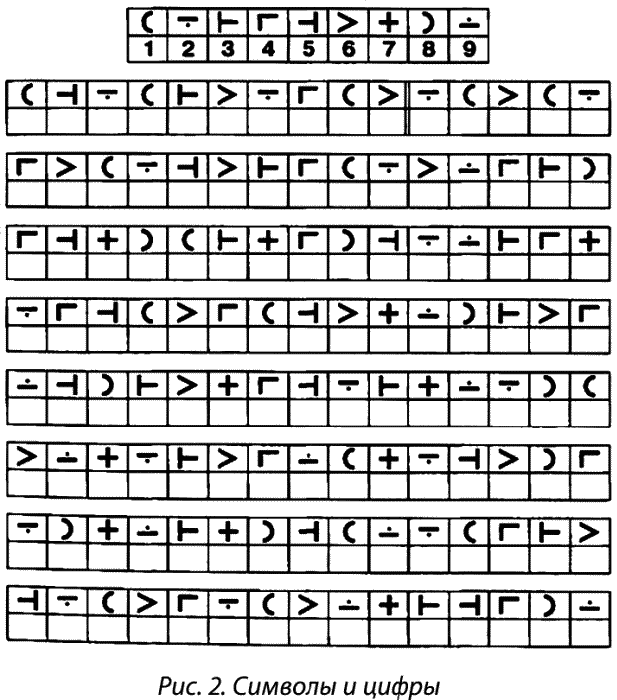 ( ⨪ ⊢ Γ ⊣ > + ) ∸
1 2 3 4 5 6 7 8 9
( ⊣ ⨪ ( ⊢ > ⨪ Γ ( > ⨪ ( > ( ⨪
Γ > ( ⨪ ⊣ > ⊢ Γ ( ⨪ > ∸ Γ ⊢ )
Γ ⊣ + ) ( ⊢ + Γ ) ⊣ ⨪ ∸ ⊢ Γ +
⨪ Γ ⊣ ( > Γ ( ⊣ > + ∸ ) ⊢ > Γ
∸ ⊣ ) ⊢ > + Γ ⊣ ⨪ ⊢ + ∸ ⨪ ) (
> ∸ + ⨪ ⊢ > Γ ∸ ( + ⨪ ⊣ > ) Γ
⨪ ) + ∸ ⊢ + ) ⊣ ( ∸ ⨪ ( Γ ⊢ >
⊣ ⨪ ( > Γ ⨪ ( > ∸ + ⊢ ⊣ Γ ) ∸
Рис. 2. Символы и цифры